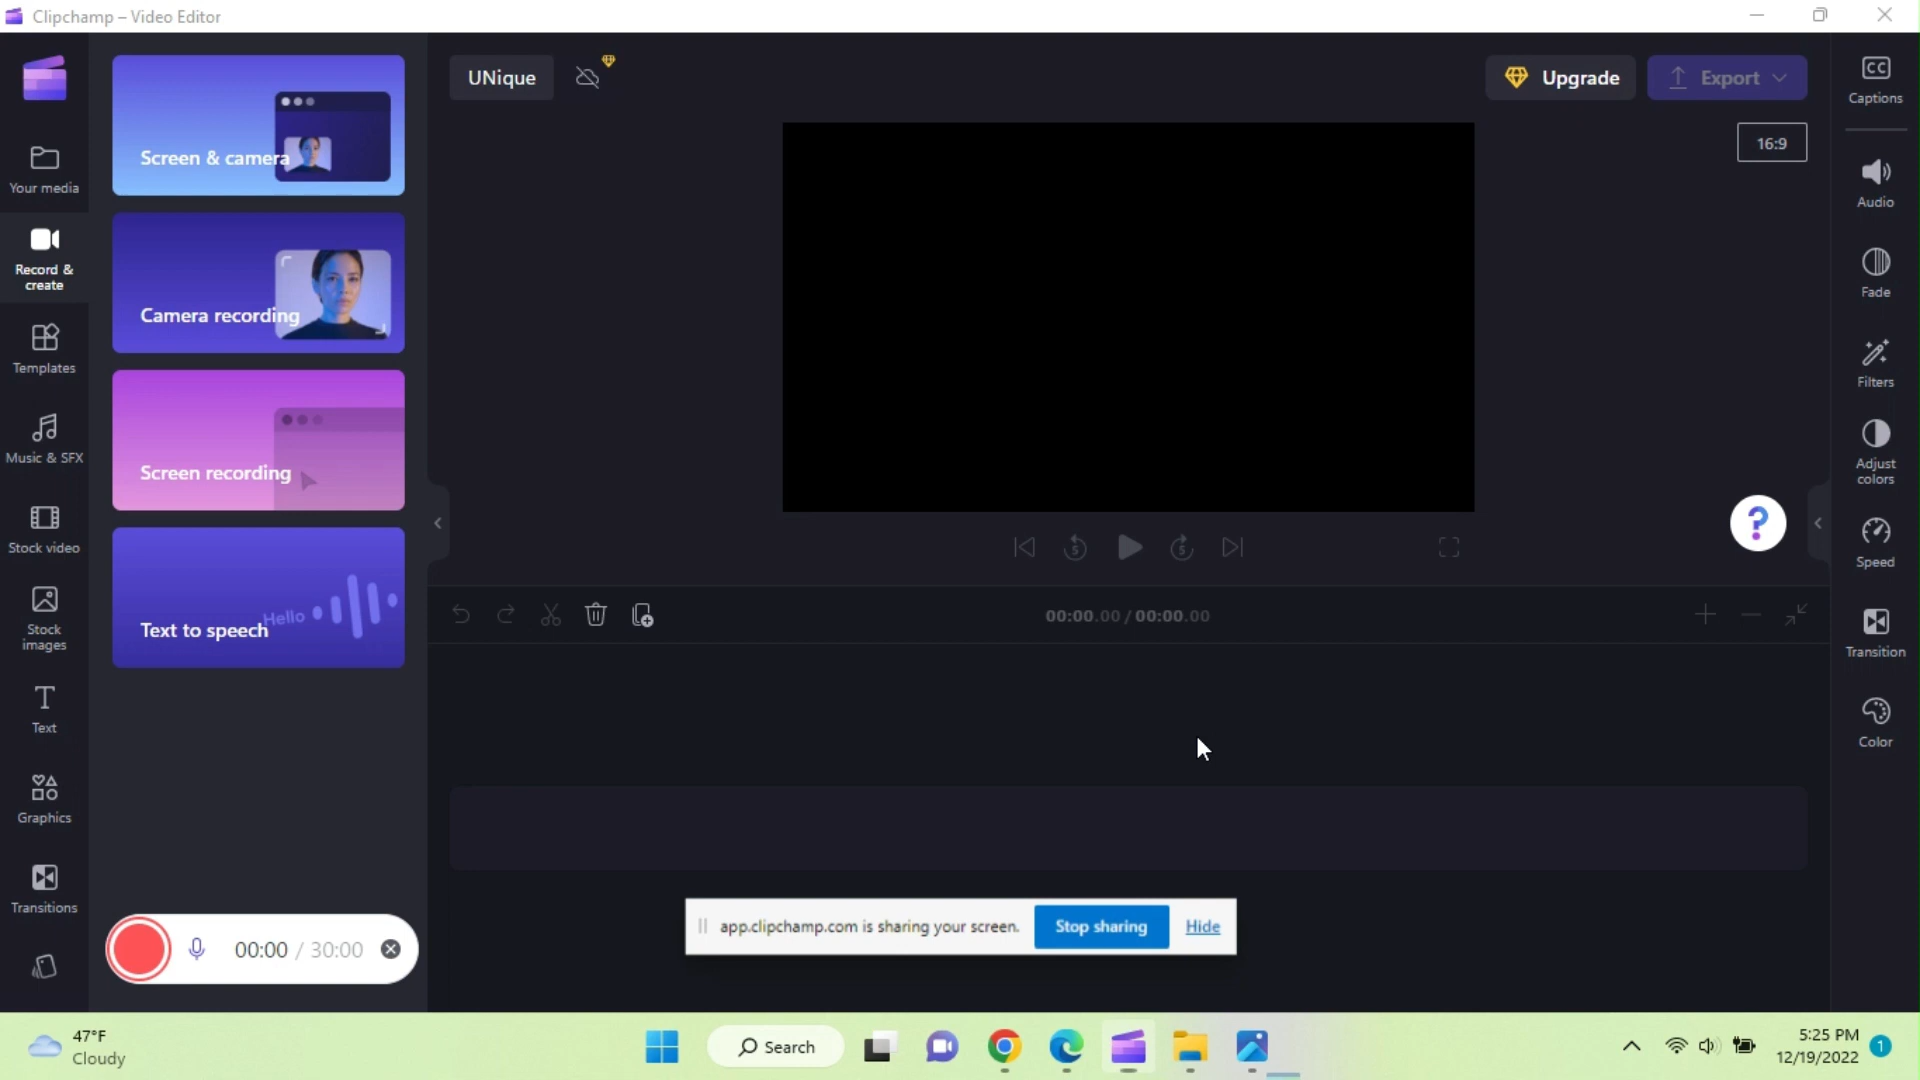 Clipchamp – Video Editor
UNique
Upgrade
Export
16:9
Your media
Record &
create
Templates
Music & SFX
Stock video
Stock
images
Text
Graphics
Transitions
Screen & camera
Camera recording
Screen recording
Hello
Text to speech
00:00 / 30:00
5
5
?
00:00.00 / 00:00.00
CC
Captions
Audio
Fade
Filters
Adjust
colors
Speed
Transition
Color
app.clipchamp.com is sharing your screen.
Stop sharing
Hide
47°F
Cloudy
Search
5:25 PM
12/19/2022
1